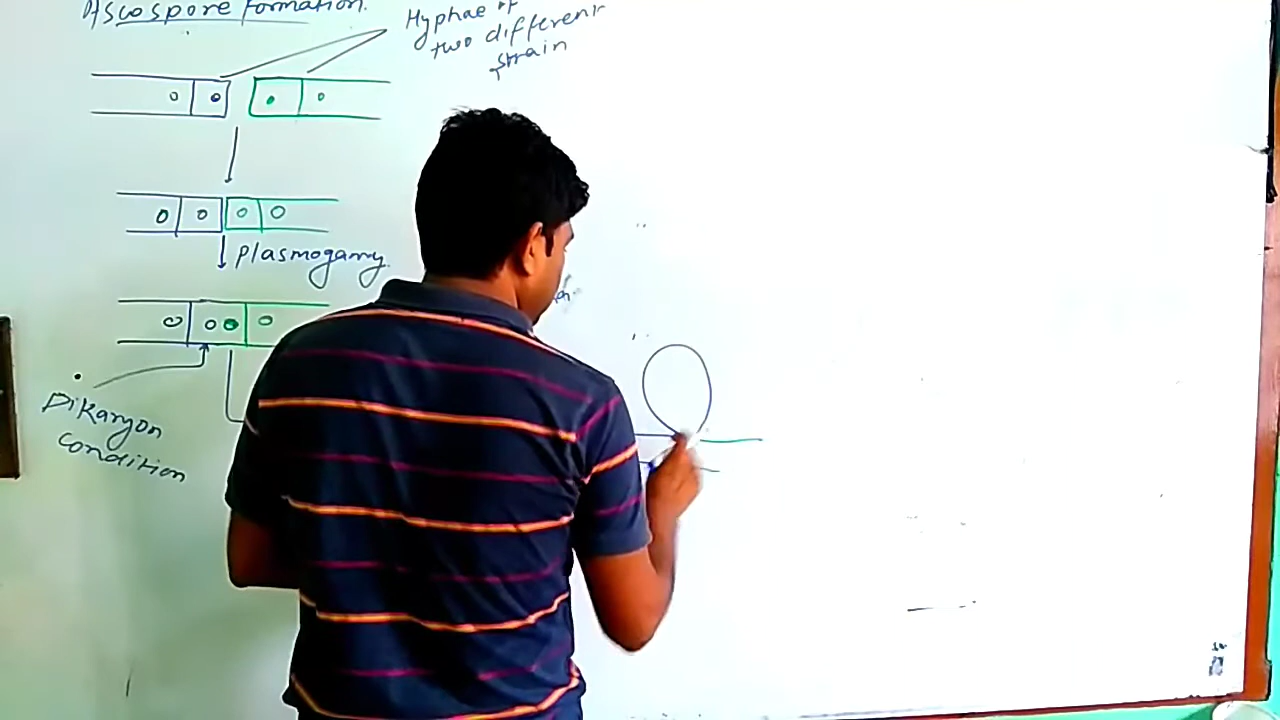 Ascospore formation.
Hyphae of
two different
strain
plasmogamy
Dikaryon
condition